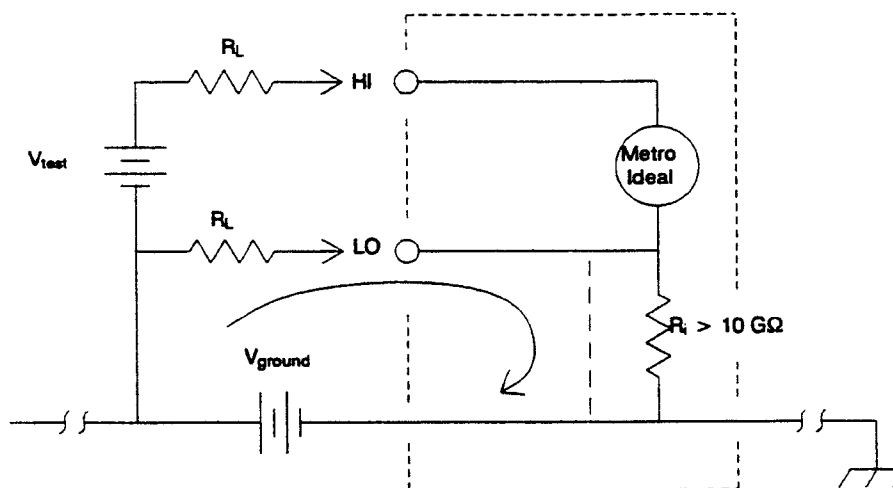 R_L
HI
V_test
Metro
Ideal
R_L
LO
R_i > 10 GΩ
V_ground